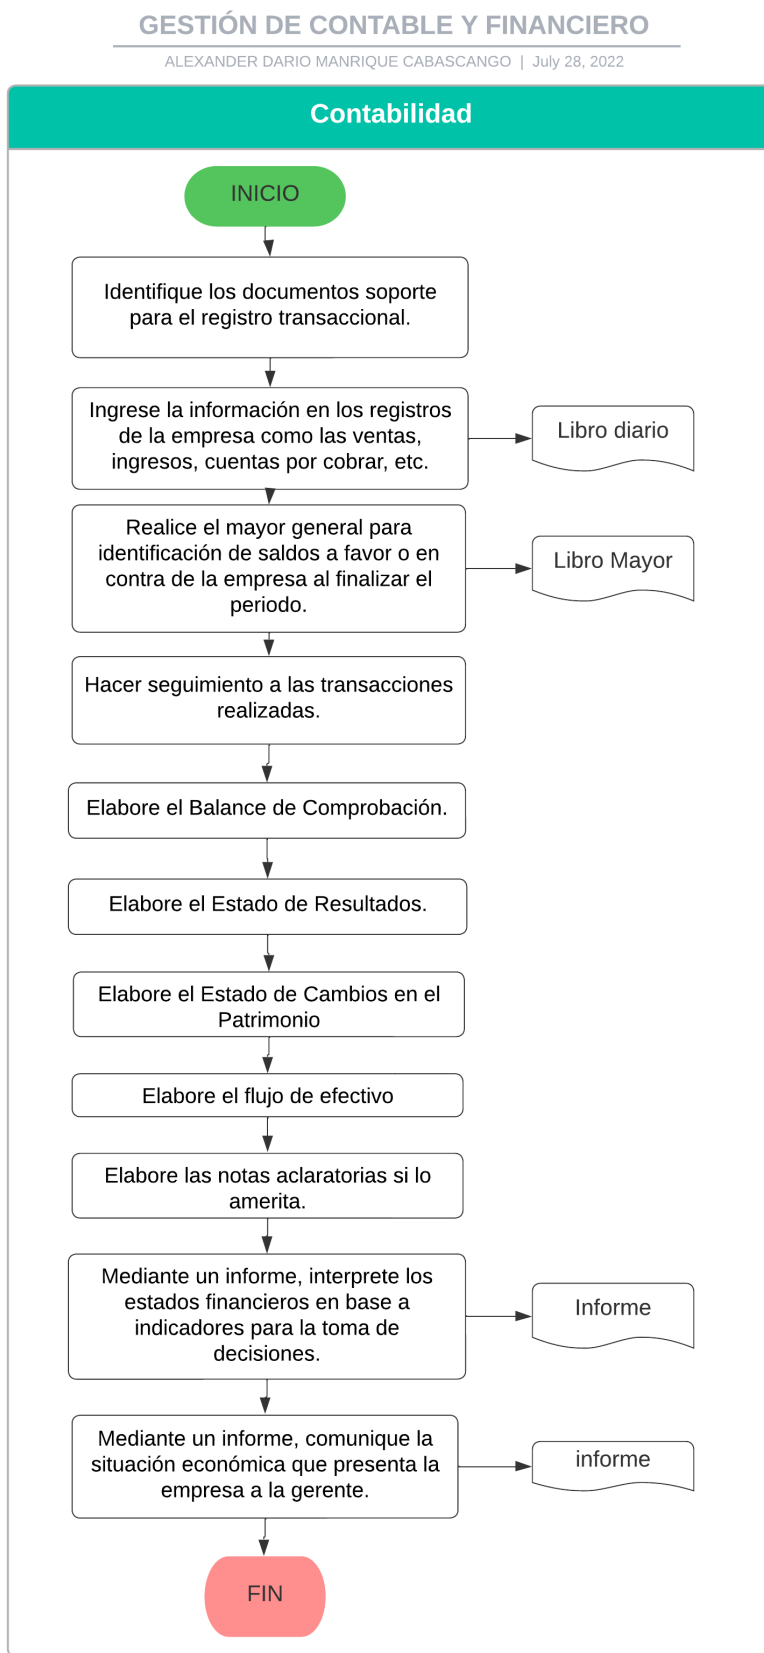 GESTIÓN DE CONTABLE Y FINANCIERO
ALEXANDER DARIO MANRIQUE CABASCANGO | July 28, 2022
Contabilidad
INICIO
Identifique los documentos soporte
para el registro transaccional.
Ingrese la información en los registros
de la empresa como las ventas,
ingresos, cuentas por cobrar, etc.
Libro diario
Realice el mayor general para
identificación de saldos a favor o en
contra de la empresa al finalizar el
periodo.
Libro Mayor
Hacer seguimiento a las transacciones
realizadas.
Elabore el Balance de Comprobación.
Elabore el Estado de Resultados.
Elabore el Estado de Cambios en el
Patrimonio
Elabore el flujo de efectivo
Elabore las notas aclaratorias si lo
amerita.
Mediante un informe, interprete los
estados financieros en base a
indicadores para la toma de
decisiones.
Informe
Mediante un informe, comunique la
situación económica que presenta la
empresa a la gerente.
informe
FIN